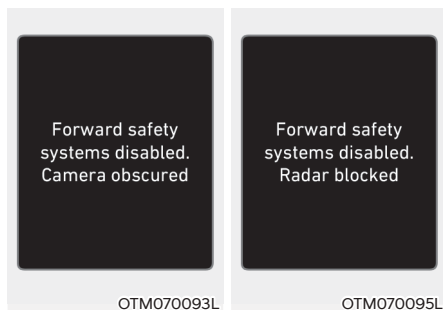 Forward safety
systems disabled.
Camera obscured
OTM070093L
Forward safety
systems disabled.
Radar blocked
OTM070095L